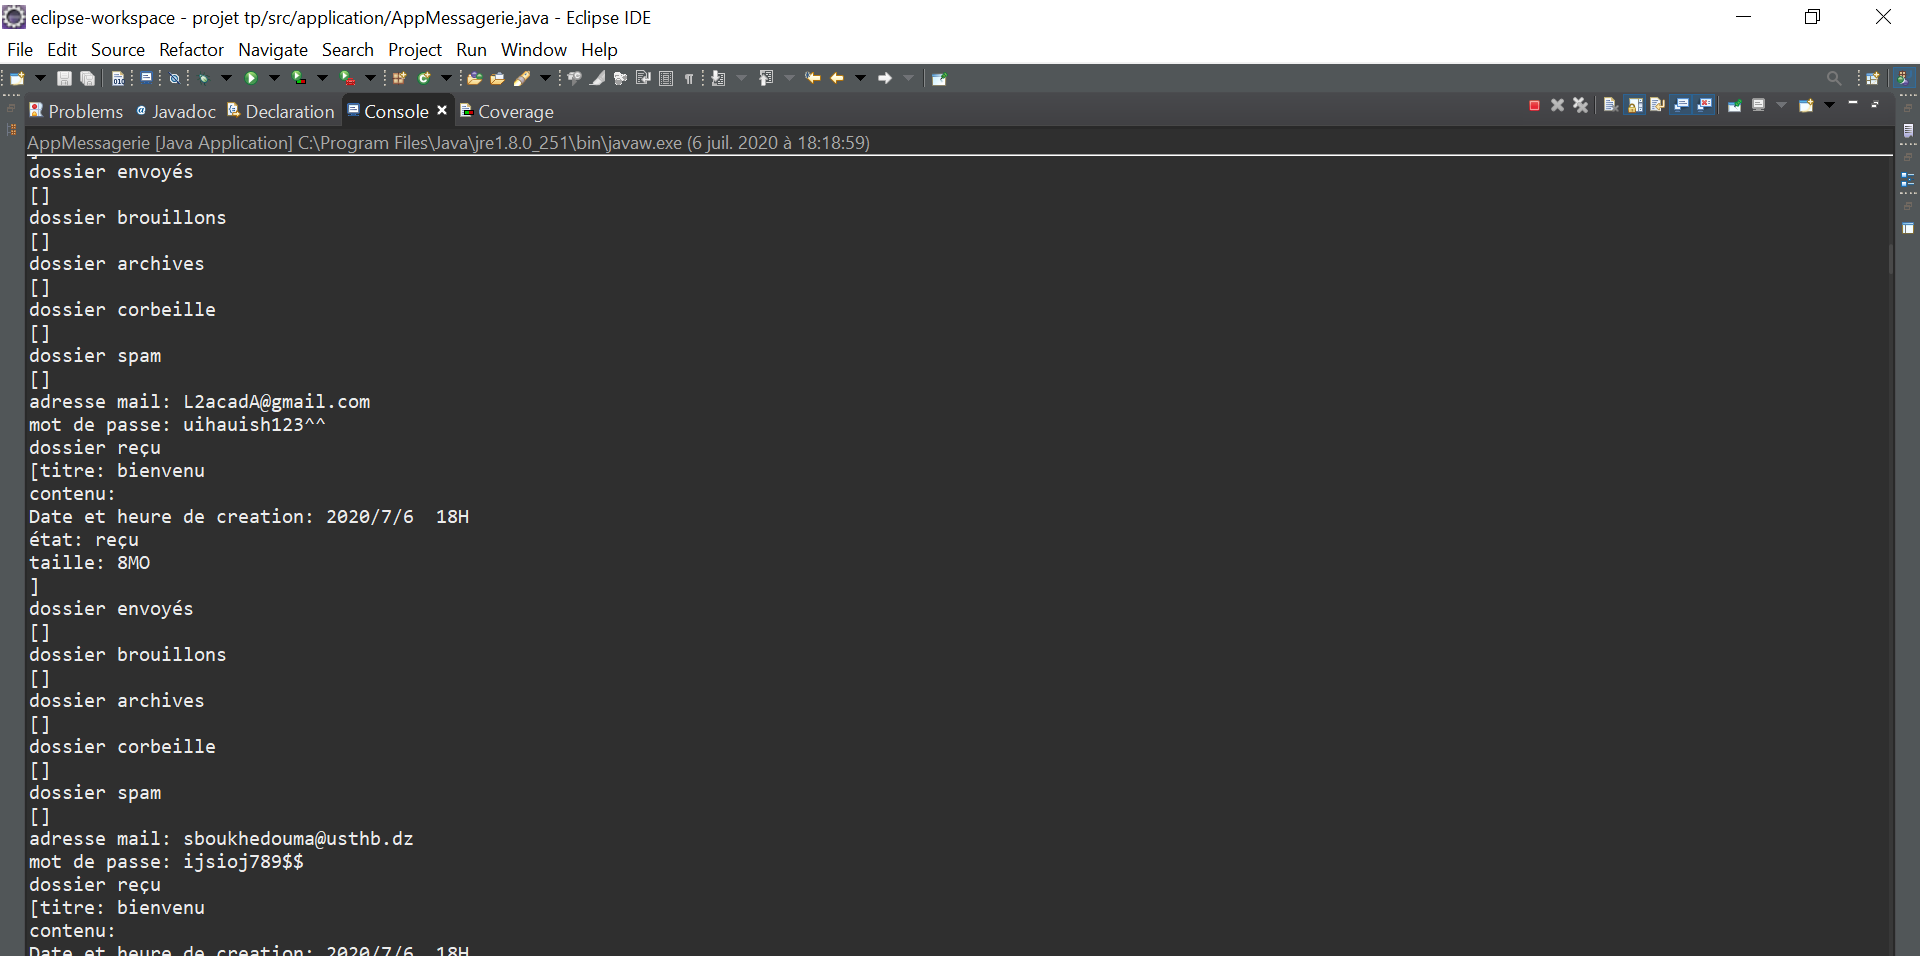 eclipse-workspace - projet tp/src/application/AppMessagerie.java - Eclipse IDE
File Edit Source Refactor Navigate Search Project Run Window Help
Problems Javadoc Declaration Console Coverage
AppMessagerie [Java Application] C:\Program Files\Java\jre1.8.0_251\bin\javaw.exe (6 juil. 2020 à 18:18:59)
]
dossier envoyés
[]
dossier brouillons
[]
dossier archives
[]
dossier corbeille
[]
dossier spam
[]
adresse mail: L2acadA@gmail.com
mot de passe: uihauish123^^
dossier reçu
[titre: bienvenu
contenu:
Date et heure de creation: 2020/7/6  18H
état: reçu
taille: 8MO
]
dossier envoyés
[]
dossier brouillons
[]
dossier archives
[]
dossier corbeille
[]
dossier spam
[]
adresse mail: sboukhedouma@usthb.dz
mot de passe: ijsioj789$$
dossier reçu
[titre: bienvenu
contenu:
Date et heure de creation: 2020/7/6  18H